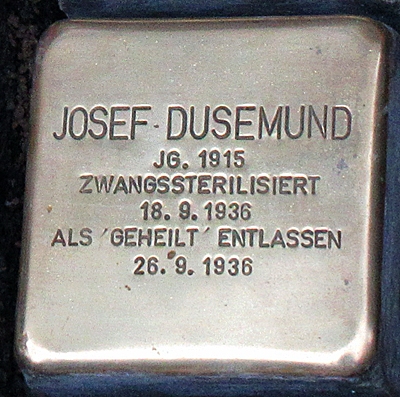 JOSEF DUSEMUND
JG. 1915
ZWANGSSTERILISIERT
18.9.1936
ALS ´GEHEILT´ ENTLASSEN
26.9.1936